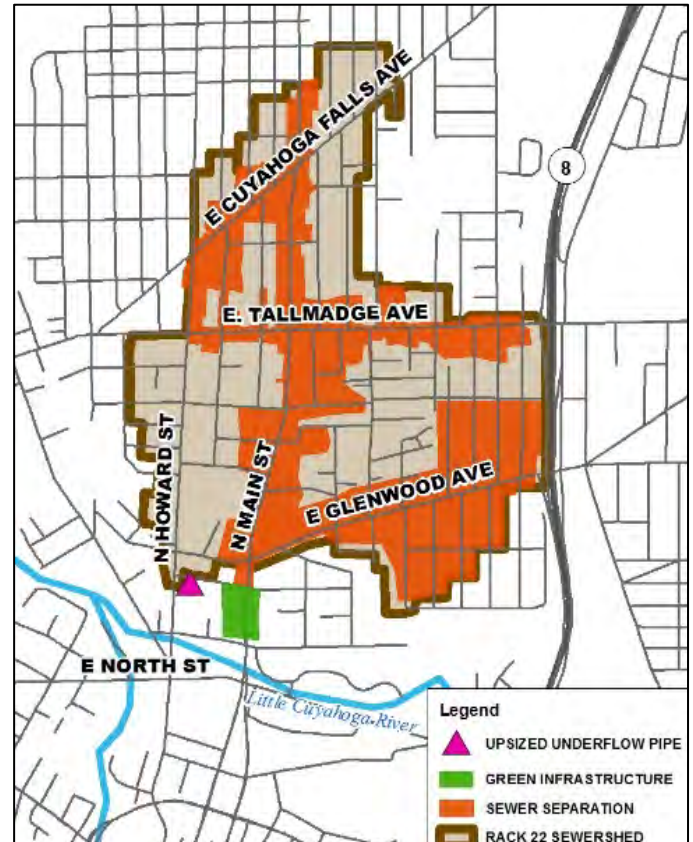 E CUYAHOGA FALLS AVE
8
E. TALLMADGE AVE
N HOWARD ST
N MAIN ST
E GLENWOOD AVE
E NORTH ST
Little Cuyahoga River
Legend
UPSIZED UNDERFLOW PIPE
GREEN INFRASTRUCTURE
SEWER SEPARATION
RACK 22 SEWERSHED